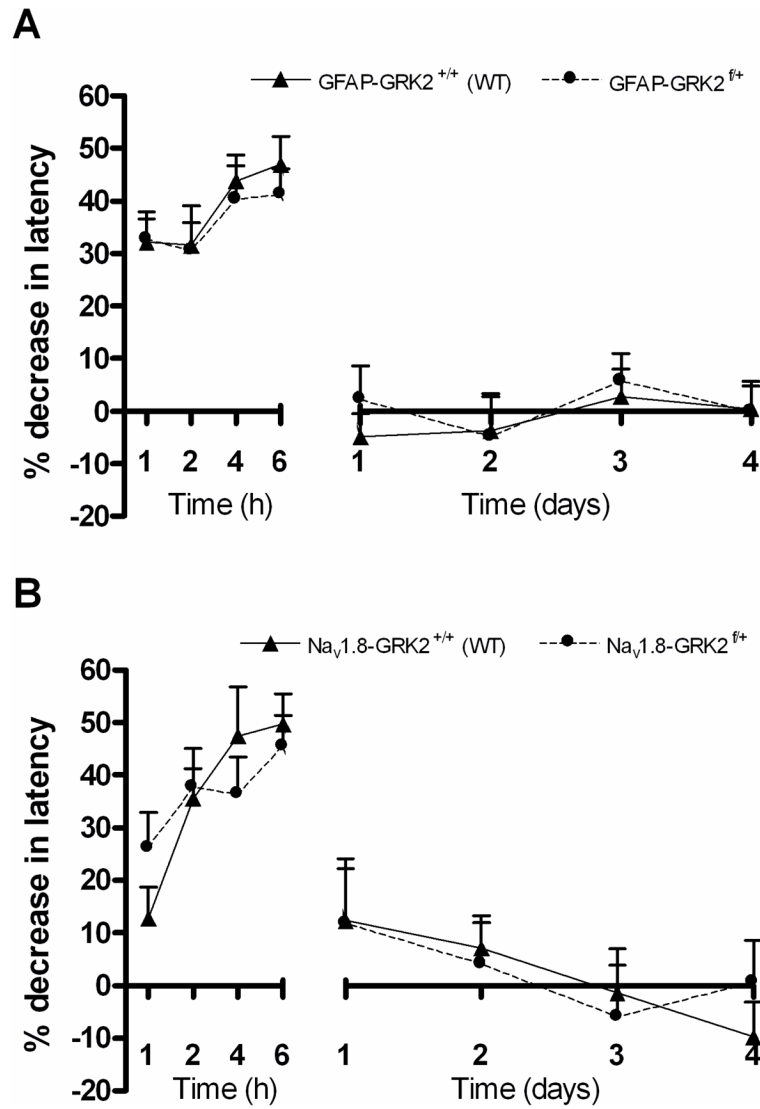 A
GFAP-GRK2+/+ (WT) GFAP-GRK2f/+
% decrease in latency
60
50
40
30
20
10
0
-10
-20
1 2 4 6 1 2 3 4
Time (h) Time (days)
B
Nav1.8-GRK2+/+ (WT) Nav1.8-GRK2f/+
% decrease in latency
60
50
40
30
20
10
0
-10
-20
1 2 4 6 1 2 3 4
Time (h) Time (days)